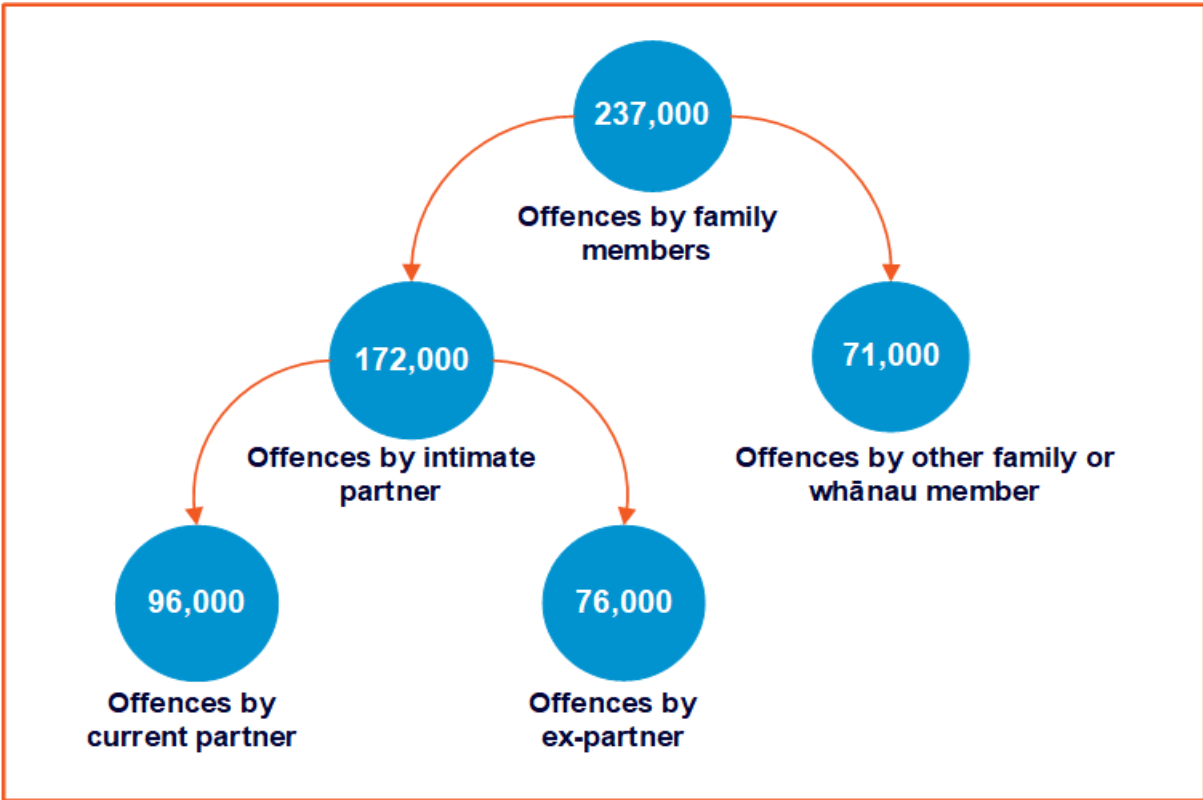 237,000
Offences by family
members
172,000
Offences by intimate
partner
71,000
Offences by other family or
whānau member
96,000
Offences by
current partner
76,000
Offences by
ex-partner